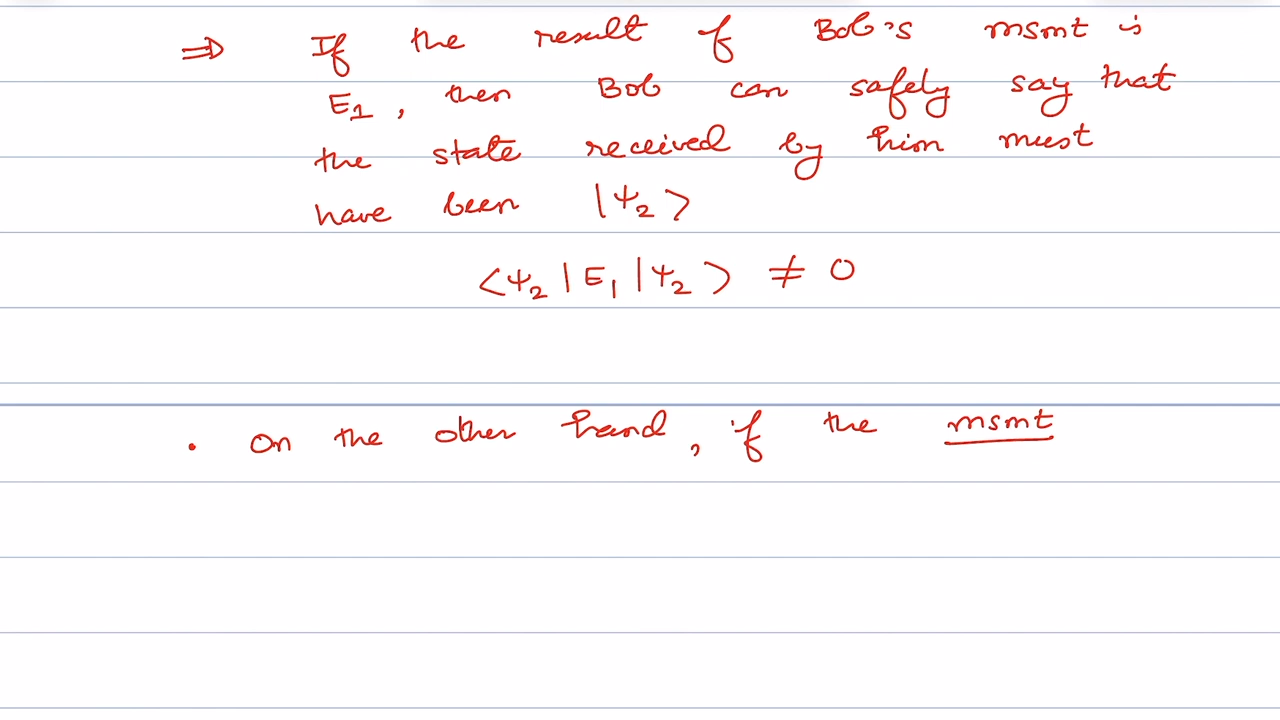 ⇒ If the result of Bob's msmt is
E1, then Bob can safely say that
the state received by him must
have been |ψ2>
<ψ2|E1|ψ2> ≠ 0
· On the other hand, if the msmt